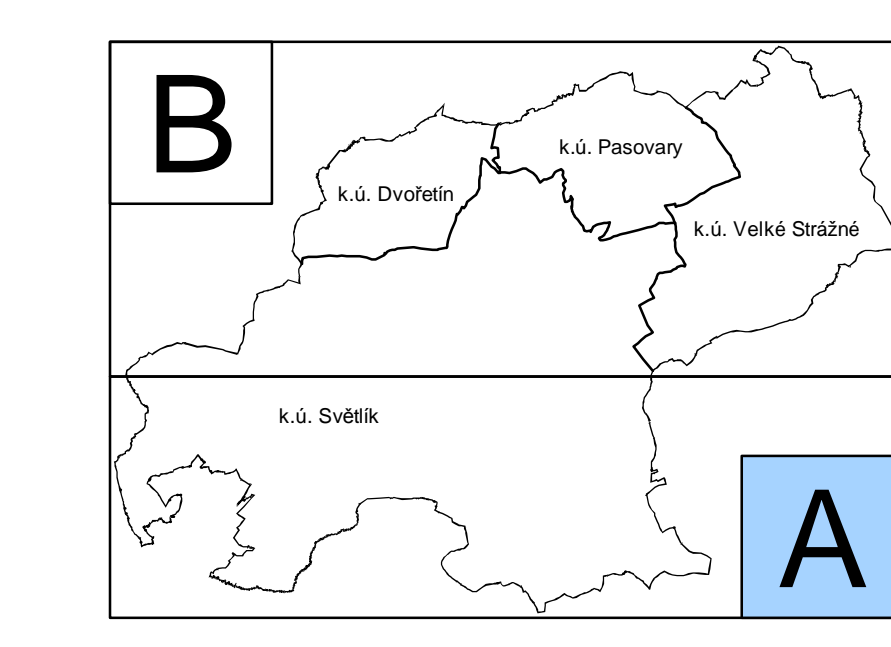 B
k.ú. Pasovary
k.ú. Dvořetín
k.ú. Velké Strážné
k.ú. Světlík
A